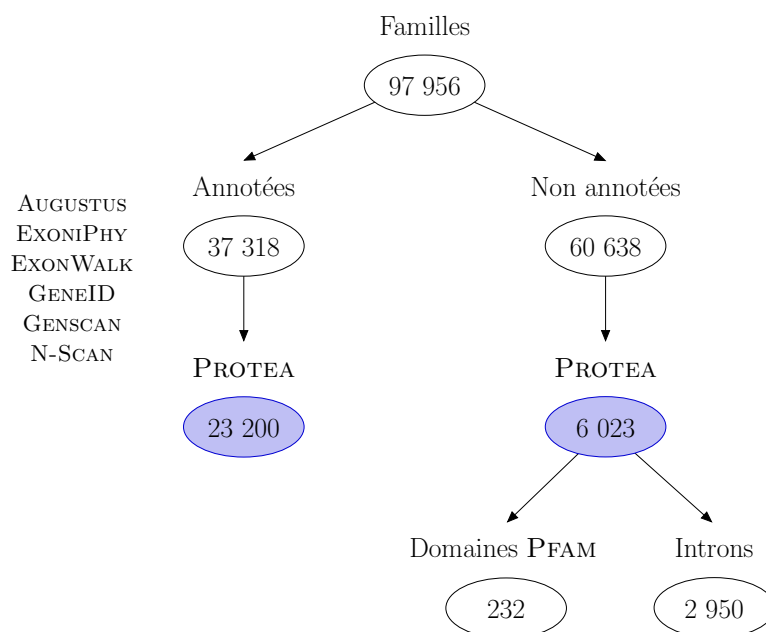 Familles
97 956
Annotées
Non annotées
AUGUSTUS
EXONIPHY
EXONWALK
GENEID
GENSCAN
N-SCAN
37 318
60 638
PROTEA
PROTEA
23 200
6 023
Domaines PFAM
Introns
232
2 950